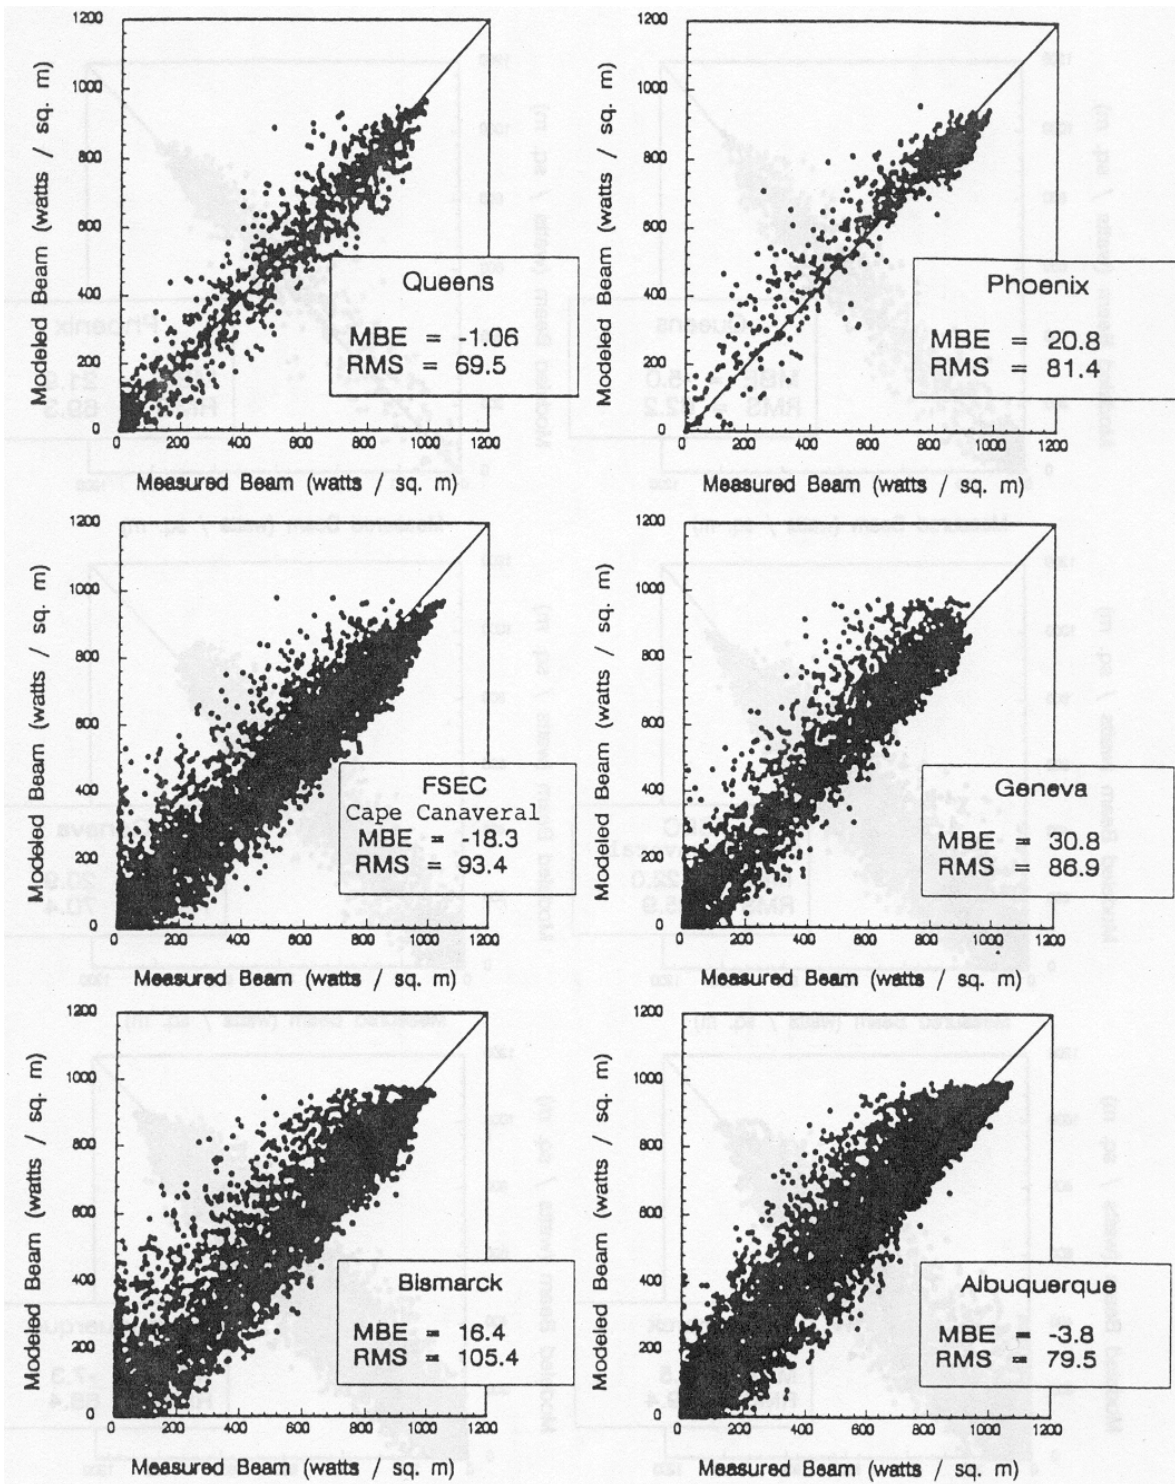 Modeled Beam (watts / sq. m)
1200
1000
800
600
400
200
0
Queens
MBE = -1.06
RMS = 69.5
0 200 400 600 800 1000 1200
Measured Beam (watts / sq. m)
Modeled Beam (watts / sq. m)
1200
1000
800
600
400
200
0
Phoenix
MBE = 20.8
RMS = 81.4
0 200 400 600 800 1000 1200
Measured Beam (watts / sq. m)
Modeled Beam (watts / sq. m)
1200
1000
800
600
400
200
0
FSEC
Cape Canaveral
MBE = -18.3
RMS = 93.4
0 200 400 600 800 1000 1200
Measured Beam (watts / sq. m)
Modeled Beam (watts / sq. m)
1200
1000
800
600
400
200
0
Geneva
MBE = 30.8
RMS = 86.9
0 200 400 600 800 1000 1200
Measured Beam (watts / sq. m)
Modeled Beam (watts / sq. m)
1200
1000
800
600
400
200
0
Bismarck
MBE = 16.4
RMS = 105.4
0 200 400 600 800 1000 1200
Measured Beam (watts / sq. m)
Modeled Beam (watts / sq. m)
1200
1000
800
600
400
200
0
Albuquerque
MBE = -3.8
RMS = 79.5
0 200 400 600 800 1000 1200
Measured Beam (watts / sq. m)